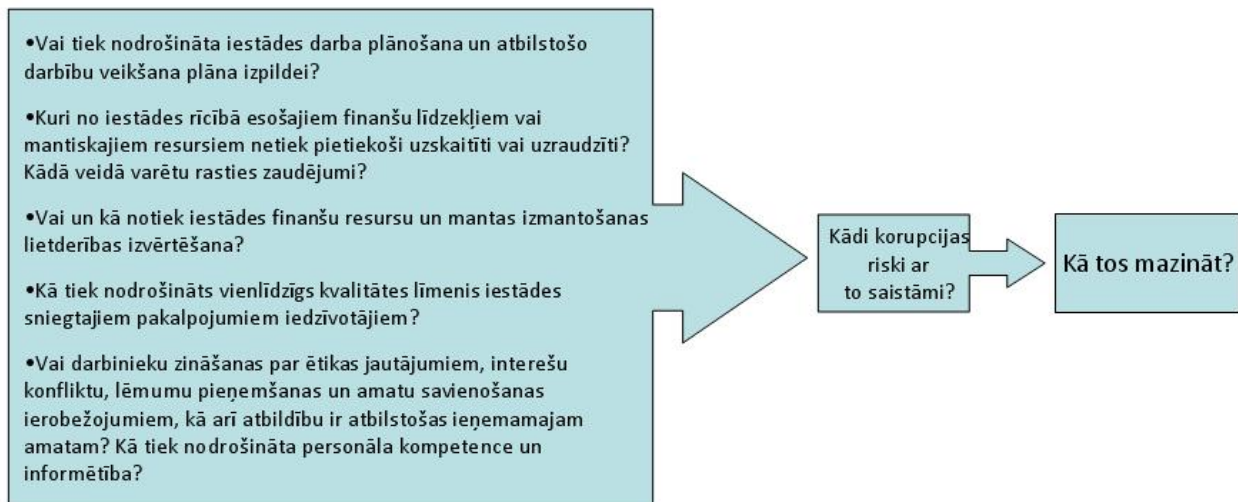 •Vai tiek nodrošināta iestādes darba plānošana un atbilstošo
darbību veikšana plāna izpildei?
•Kuri no iestādes rīcībā esošajiem finanšu līdzekļiem vai
mantiskajiem resursiem netiek pietiekoši uzskaitīti vai uzraudzīti?
Kādā veidā varētu rasties zaudējumi?
•Vai un kā notiek iestādes finanšu resursu un mantas izmantošanas
lietderības izvērtēšana?
•Kā tiek nodrošināts vienlīdzīgs kvalitātes līmenis iestādes
sniegtajiem pakalpojumiem iedzīvotājiem?
•Vai darbinieku zināšanas par ētikas jautājumiem, interešu
konfliktu, lēmumu pieņemšanas un amatu savienošanas
ierobežojumiem, kā arī atbildību ir atbilstošas ieņemamajam
amatam? Kā tiek nodrošināta personāla kompetence un
informētība?
Kādi korupcijas
riski ar
to saistāmi?
Kā tos mazināt?